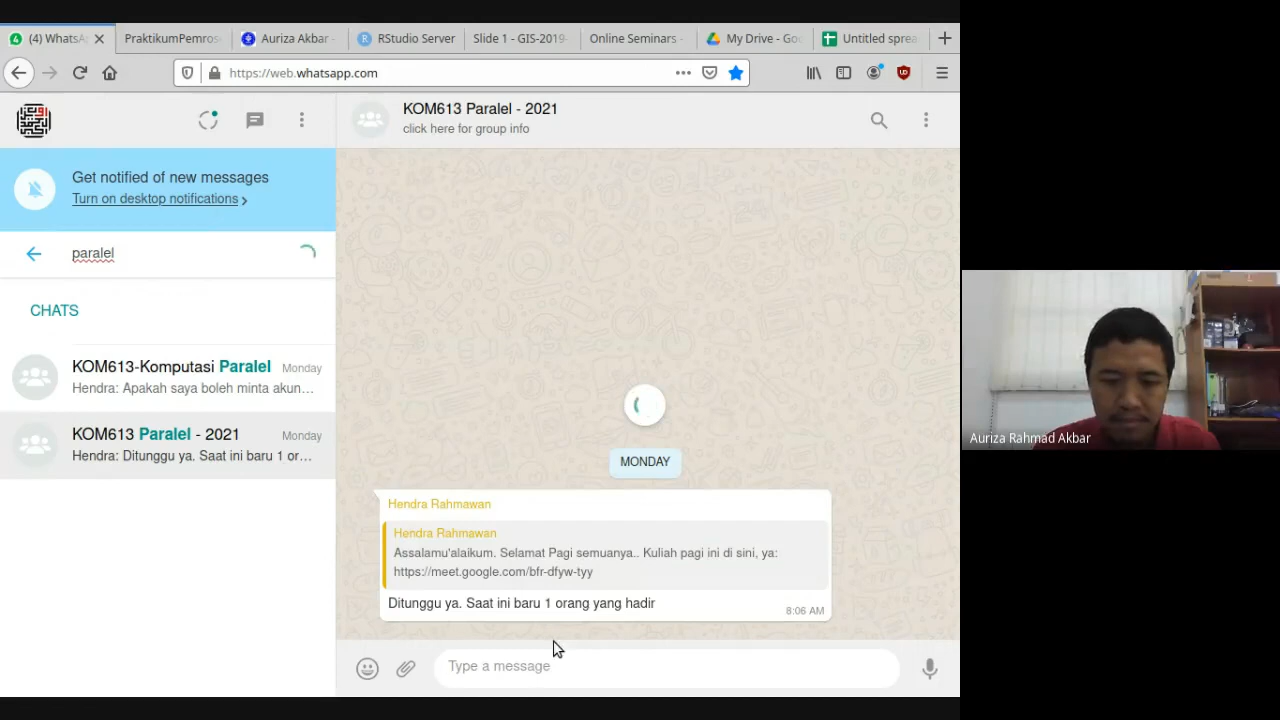 (4) WhatsA
PraktikumPemros
Auriza Akbar -
RStudio Server
Slide 1 - GIS-2019-
Online Seminars -
My Drive - Goo
Untitled sprea
https://web.whatsapp.com
KOM613 Paralel - 2021
click here for group info
Get notified of new messages
Turn on desktop notifications >
paralel
CHATS
KOM613-Komputasi Paralel Monday
Hendra: Apakah saya boleh minta akun...
KOM613 Paralel - 2021 Monday
Hendra: Ditunggu ya. Saat ini baru 1 or...
MONDAY
Hendra Rahmawan
Hendra Rahmawan
Assalamu'alaikum. Selamat Pagi semuanya.. Kuliah pagi ini di sini, ya:
https://meet.google.com/bfr-dfyw-tyy
Ditunggu ya. Saat ini baru 1 orang yang hadir
8:06 AM
Type a message
Auriza Rahmad Akbar